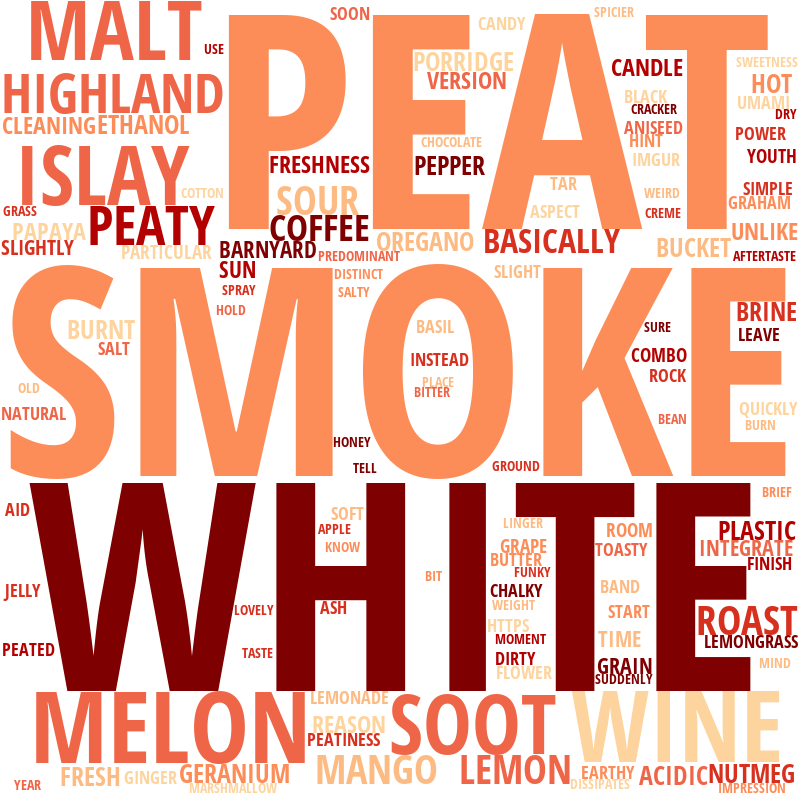 MALT
USE
PEAT
SOON
CANDY
SPICIER
HIGHLAND
PORRIDGE
VERSION
CANDLE
SWEETNESS
HOT
BLACK
UMAMI
CRACKER
DRY
CLEANING
ETHANOL
ANISEED
POWER
HINT
CHOCOLATE
YOUTH
IMGUR
ISLAY
FRESHNESS
PEPPER
TAR
COTTON
SOUR
WEIRD
SIMPLE
GRAHAM
GRASS
PEATY
ASPECT
CREME
PAPAYA
COFFEE
UNLIKE
SLIGHTLY
PARTICULAR
BARNYARD
OREGANO
BASICALLY
BUCKET
PREDOMINANT
AFTERTASTE
SUN
DISTINCT
SLIGHT
SPRAY
SALTY
SMOKE
HOLD
BRINE
BURNT
BASIL
SURE
LEAVE
SALT
INSTEAD
COMBO
OLD
PLACE
ROCK
BITTER
NATURAL
QUICKLY
BEAN
BURN
HONEY
TELL
GROUND
WHITE
BRIEF
AID
SOFT
LINGER
ROOM
PLASTIC
APPLE
KNOW
GRAPE
TOASTY
INTEGRATE
BUTTER
FINISH
BIT
FUNKY
JELLY
CHALKY
BAND
LOVELY
ASH
WEIGHT
START
ROAST
HTTPS
MOMENT
TIME
LEMONGRASS
PEATED
TASTE
DIRTY
GRAIN
MIND
FLOWER
SUDDENLY
MELON
LEMONADE
SOOT
WINE
REASON
PEATINESS
YEAR
FRESH
GINGER
GERANIUM
MANGO
LEMON
EARTHY
ACIDIC
NUTMEG
MARSHMALLOW
DISSIPATES
IMPRESSION